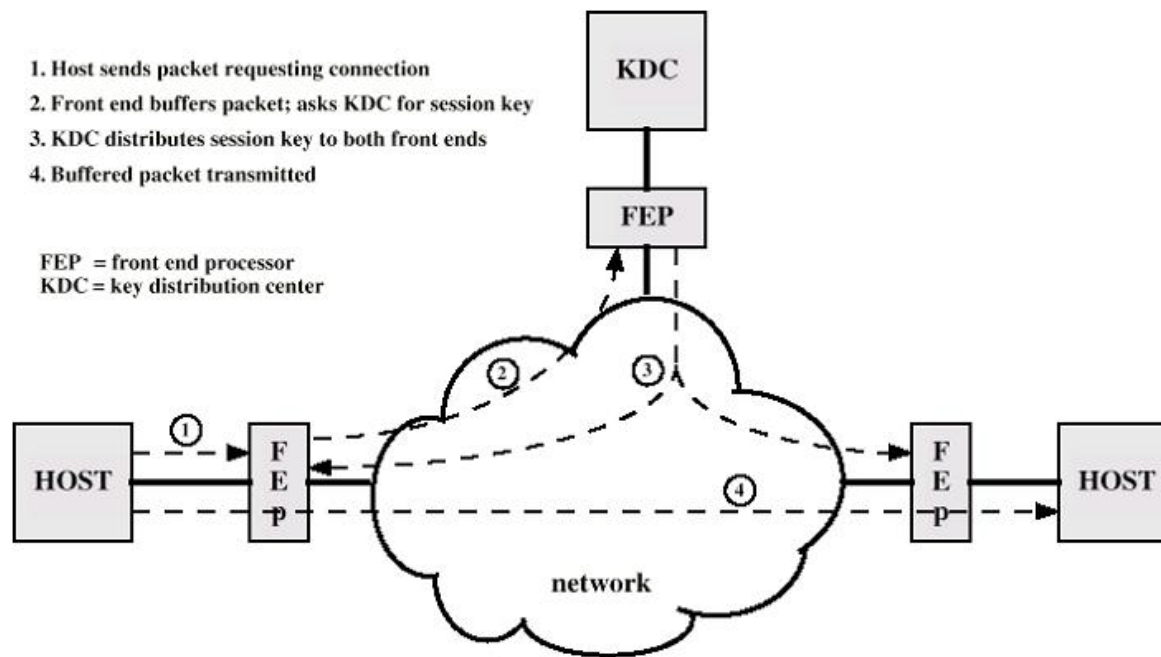 1. Host sends packet requesting connection
2. Front end buffers packet; asks KDC for session key
3. KDC distributes session key to both front ends
4. Buffered packet transmitted
FEP = front end processor
KDC = key distribution center
KDC
FEP
2
3
1
HOST
F
E
p
4
F
E
p
HOST
network